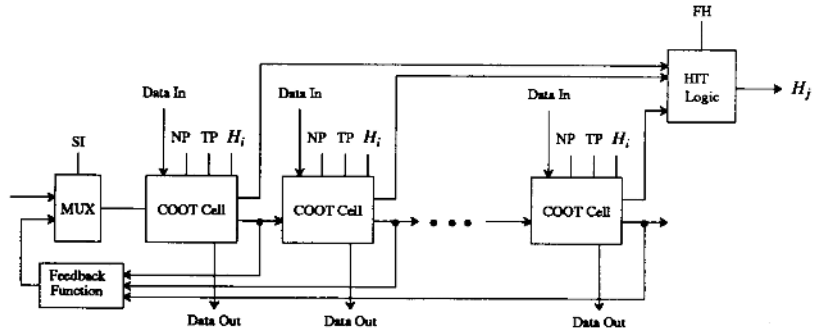 FH
HIT
Logic
H_j
Data In
Data In
Data In
NP TP H_i
NP TP H_i
NP TP H_i
SI
MUX
COOT Cell
COOT Cell
COOT Cell
Feedback
Function
Data Out
Data Out
Data Out